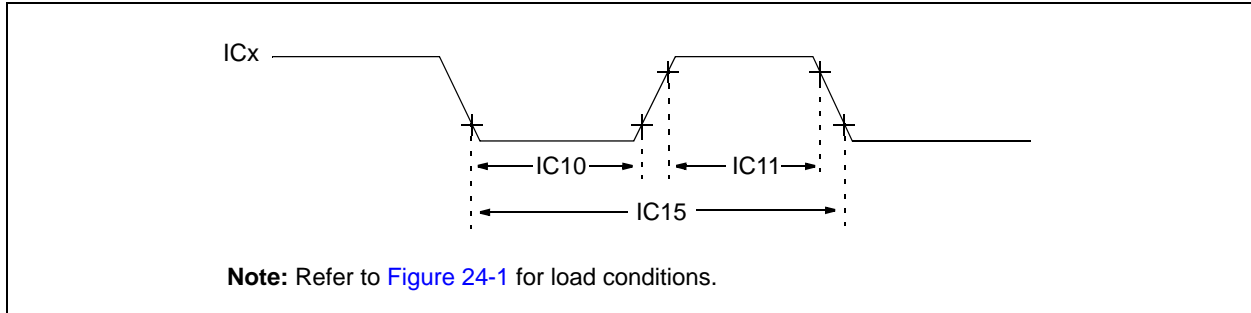 ICx
IC10
IC11
IC15
Note: Refer to Figure 24-1 for load conditions.